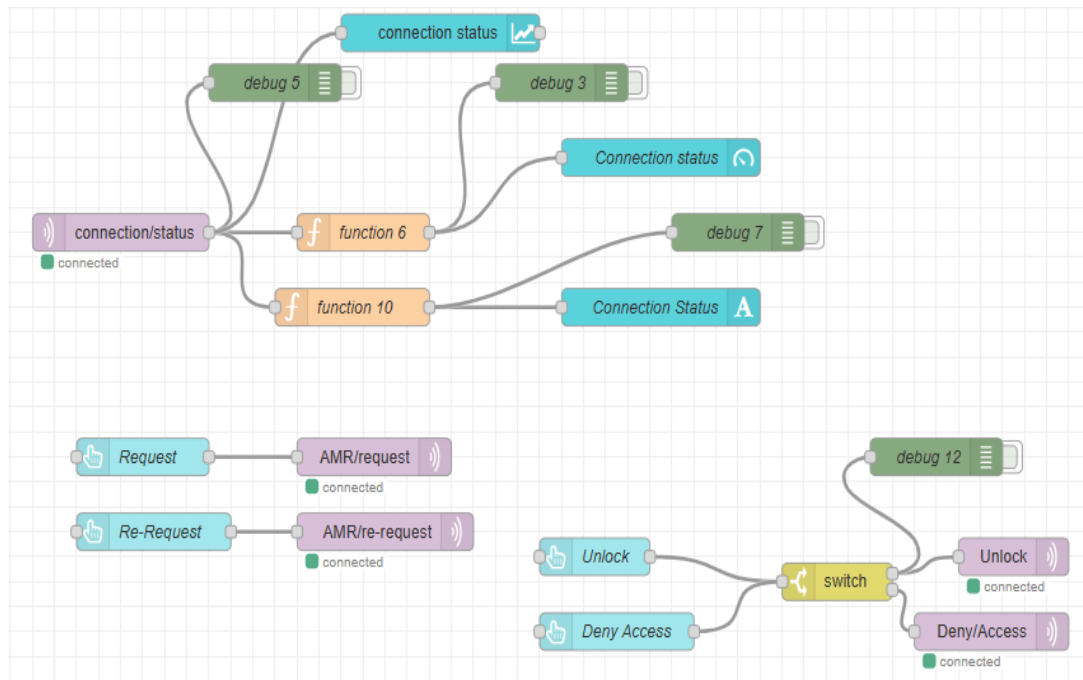 connection status
debug 5
debug 3
Connection status
connection/status
connected
function 6
debug 7
function 10
Connection Status
A
Request
AMR/request
connected
debug 12
Re-Request
AMR/re-request
connected
Unlock
Unlock
connected
switch
Deny Access
Deny/Access
connected